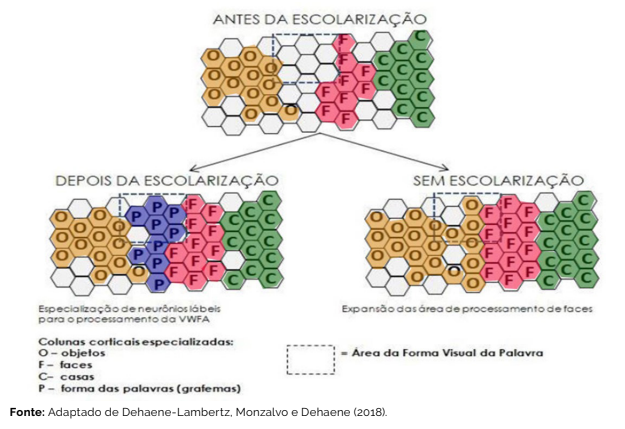 ANTES DA ESCOLARIZAÇÃO
DEPOIS DA ESCOLARIZAÇÃO
SEM ESCOLARIZAÇÃO
Especialização de neurônios lábeis
para o processamento da VWFA
Expansão das área de processamento de faces
Colunas corticais especializadas:
O – objetos
F – faces
C– casas
P – forma das palavras (grafemas)
= Área da Forma Visual da Palavra
Fonte: Adaptado de Dehaene-Lambertz, Monzalvo e Dehaene (2018).